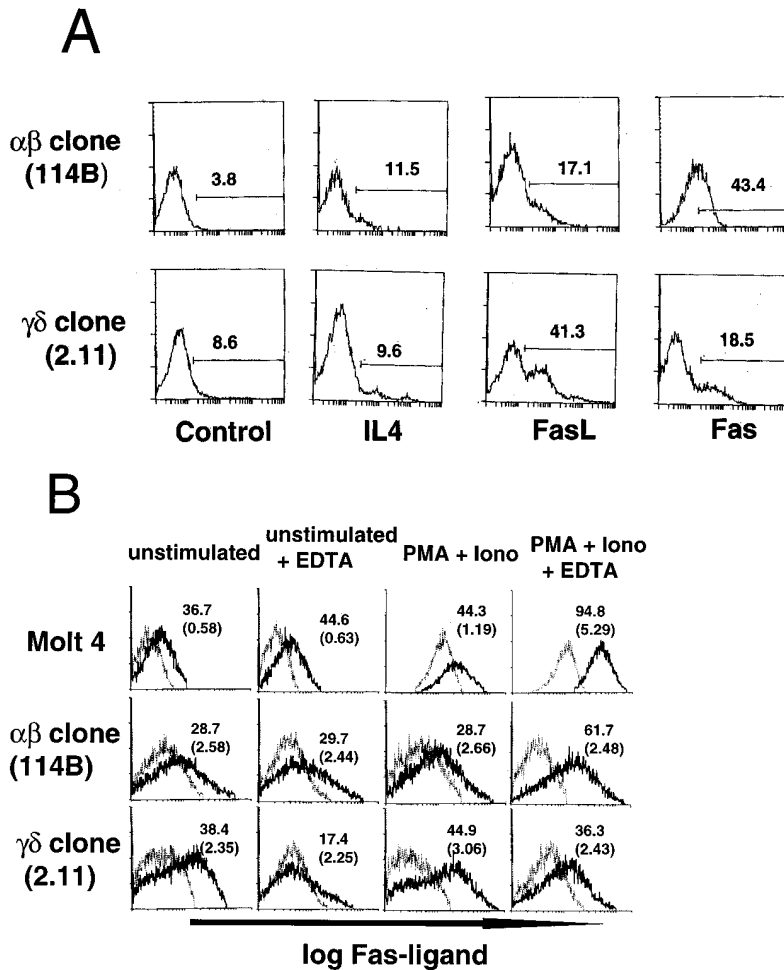 A
αβ clone
(114B)
3.8
11.5
17.1
43.4
γδ clone
(2.11)
8.6
9.6
41.3
18.5
Control
IL4
FasL
Fas
B
unstimulated
unstimulated
+ EDTA
PMA + Iono
PMA + Iono
+ EDTA
Molt 4
36.7
(0.58)
44.6
(0.63)
44.3
(1.19)
94.8
(5.29)
αβ clone
(114B)
28.7
(2.58)
29.7
(2.44)
28.7
(2.66)
61.7
(2.48)
γδ clone
(2.11)
38.4
(2.35)
17.4
(2.25)
44.9
(3.06)
36.3
(2.43)
log Fas-ligand